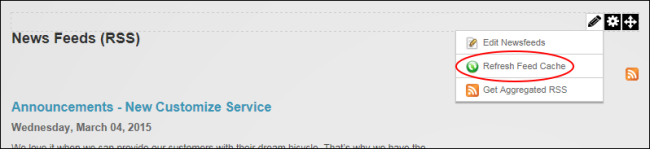 News Feeds (RSS)
Edit Newsfeeds
Refresh Feed Cache
Get Aggregated RSS
Announcements - New Customize Service
Wednesday, March 04, 2015
We love it when we can provide our customers with their dream bicycle. That's why we have the